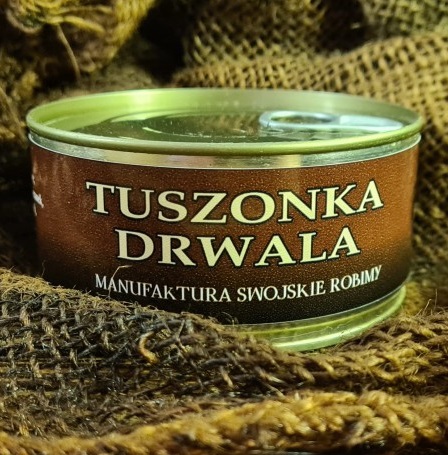 TUSZONKA
DRWALA
MANUFAKTURA SWOJSKIE ROBIMY